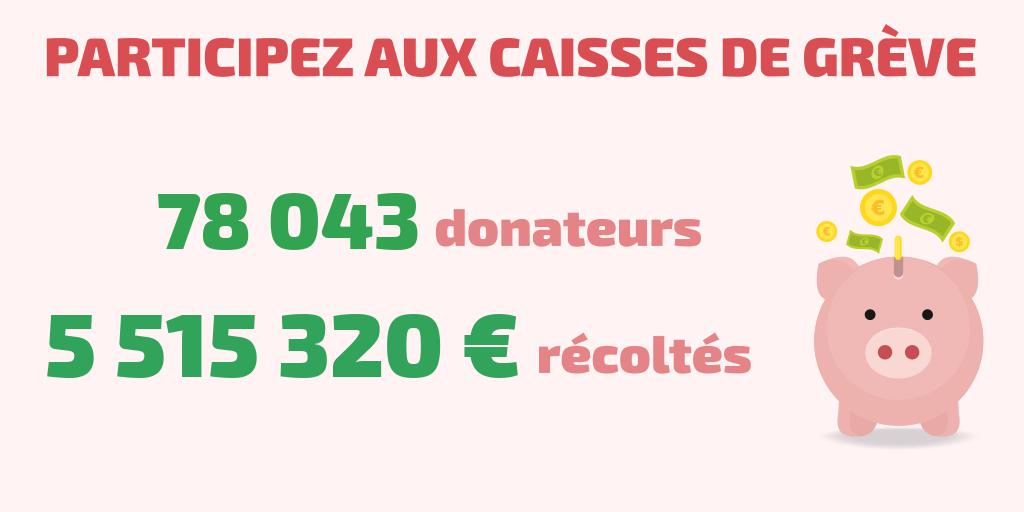 PARTICIPEZ AUX CAISSES DE GRÈVE
78 043 donateurs
5 515 320 € récoltés